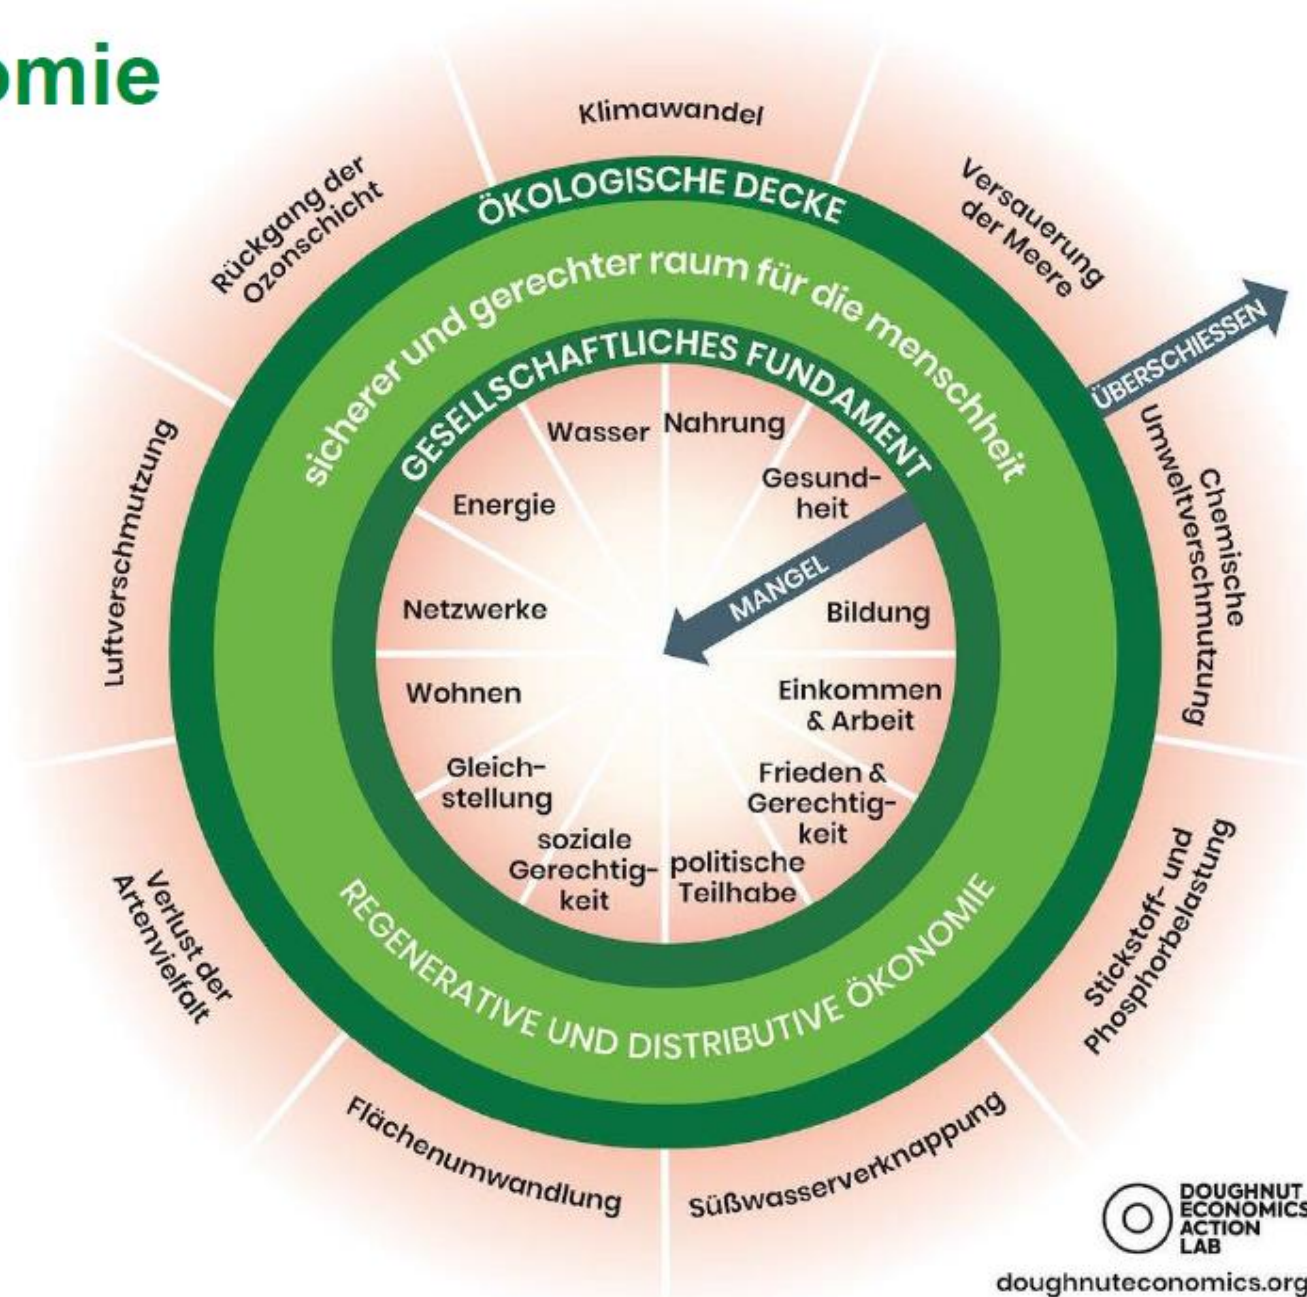 omie
Klimawandel
Rückgang der
Ozonschicht
Versauerung
der Meere
ÖKOLOGISCHE DECKE
sicherer und gerechter raum für die menschheit
GESELLSCHAFTLICHES FUNDAMENT
ÜBERSCHIESSEN
Luftverschmutzung
Chemische
Umweltverschmutzung
Wasser
Nahrung
Energie
Gesund-
heit
MANGEL
Netzwerke
Bildung
Wohnen
Einkommen
& Arbeit
Gleich-
stellung
Frieden &
Gerechtig-
keit
soziale
Gerechtig-
keit
politische
Teilhabe
REGENERATIVE UND DISTRIBUTIVE ÖKONOMIE
Verlust der
Artenvielfalt
Stickstoff- und
Phosphorbelastung
Flächenumwandlung
Süßwasserverknappung
DOUGHNUT
ECONOMICS
ACTION
LAB
doughnuteconomics.org